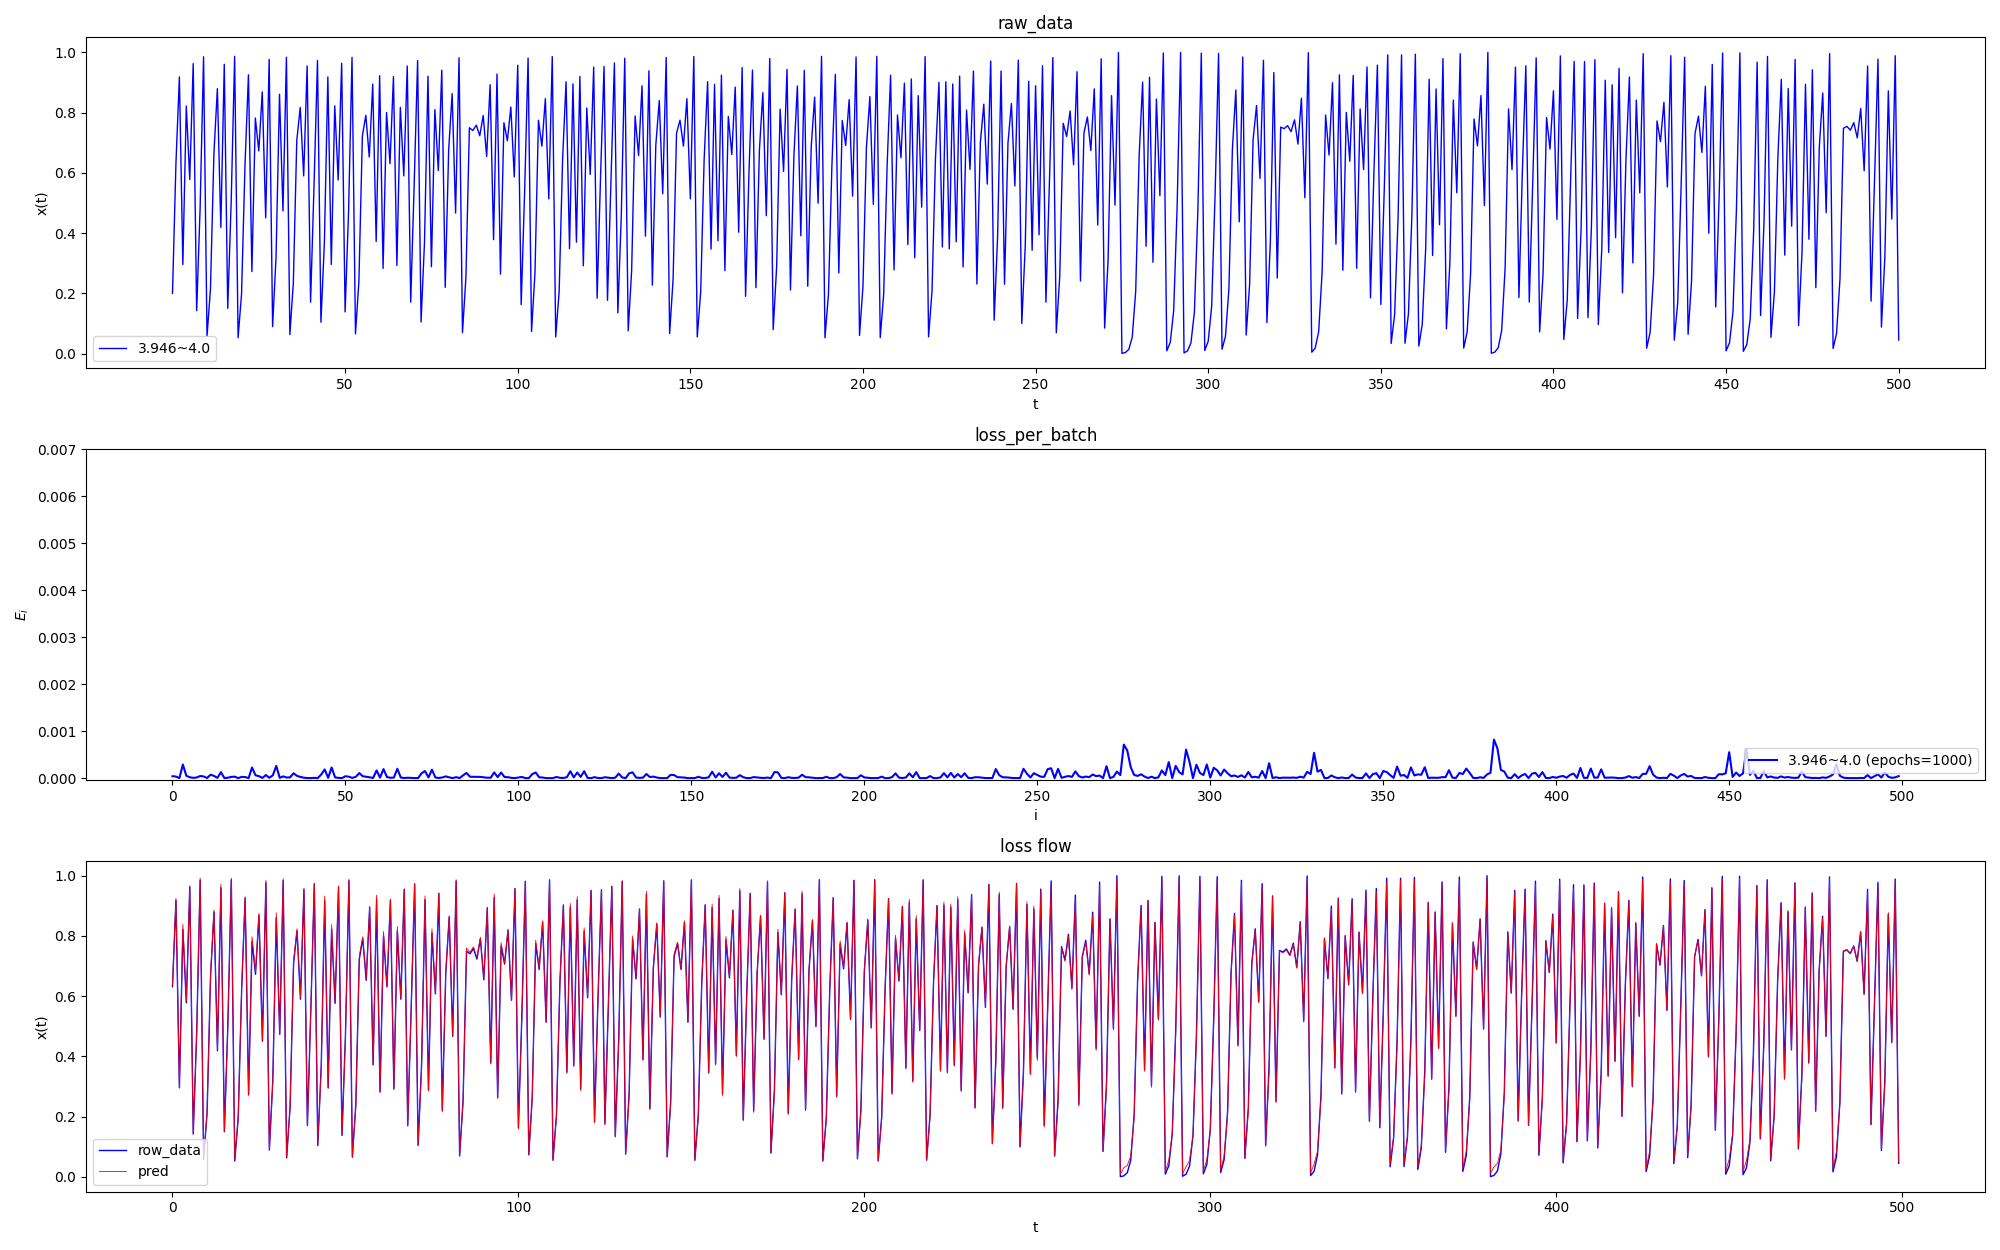 raw_data
1.0
0.8
0.6
0.4
0.2
0.0
x(t)
3.946~4.0
50 100 150 200 250 300 350 400 450 500
t
loss_per_batch
0.007
0.006
0.005
0.004
0.003
0.002
0.001
0.000
E_i
3.946~4.0 (epochs=1000)
0 50 100 150 200 250 300 350 400 450 500
i
loss flow
1.0
0.8
0.6
0.4
0.2
0.0
x(t)
row_data
pred
0 100 200 300 400 500
t